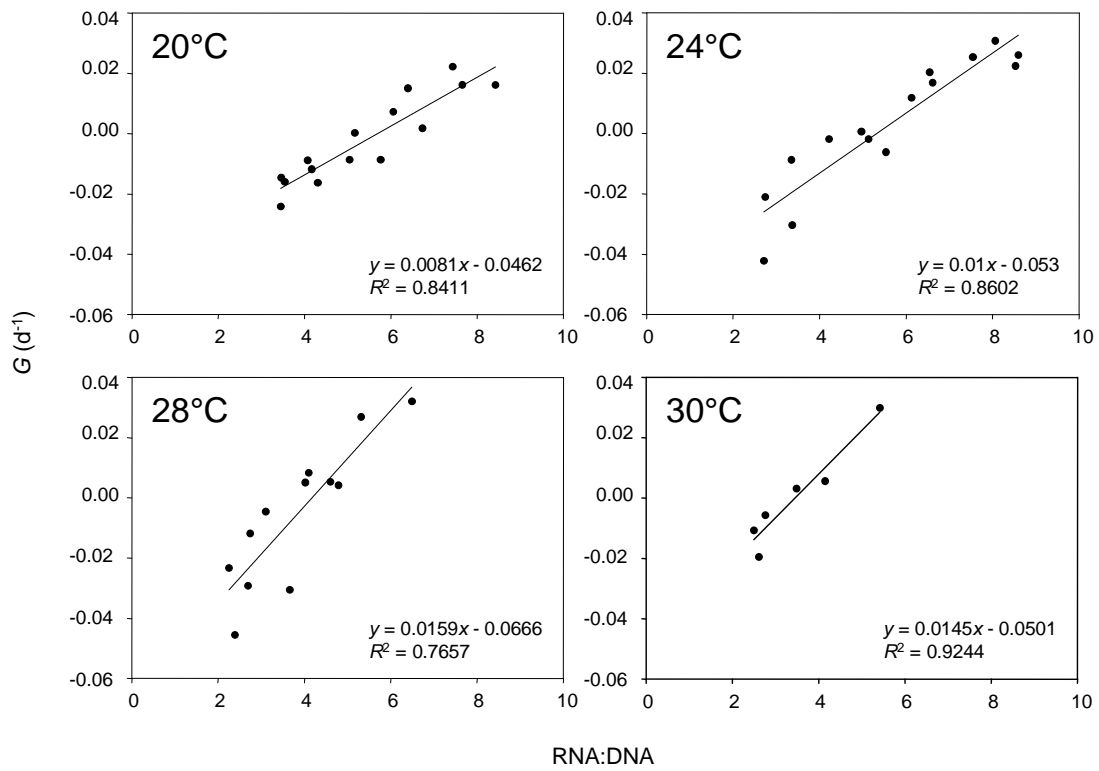 20°C
0.04
0.02
0.00
-0.02
-0.04
-0.06
0 2 4 6 8 10
y = 0.0081x - 0.0462
R² = 0.8411
24°C
0.04
0.02
0.00
-0.02
-0.04
-0.06
0 2 4 6 8 10
y = 0.01x - 0.053
R² = 0.8602
G (d⁻¹)
28°C
0.04
0.02
0.00
-0.02
-0.04
-0.06
0 2 4 6 8 10
y = 0.0159x - 0.0666
R² = 0.7657
30°C
0.04
0.02
0.00
-0.02
-0.04
-0.06
0 2 4 6 8 10
y = 0.0145x - 0.0501
R² = 0.9244
RNA:DNA